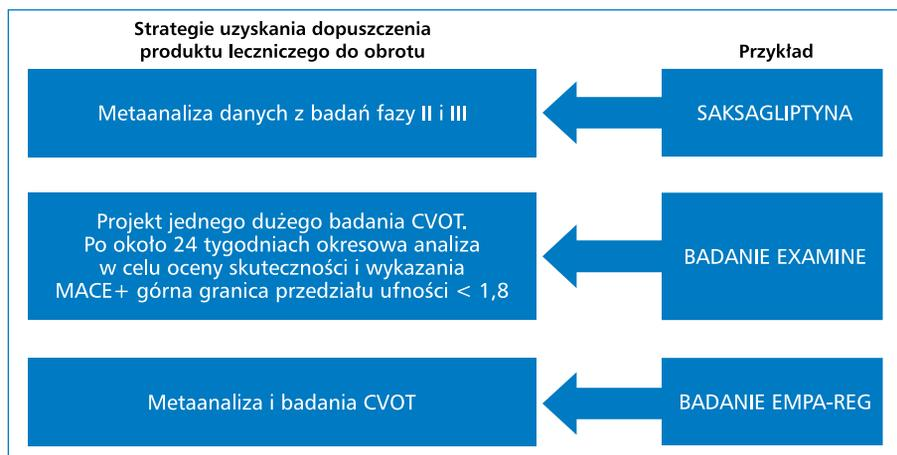 Strategie uzyskania dopuszczenia
produktu leczniczego do obrotu
Przykład
Metaanaliza danych z badań fazy II i III
SAKSAGLIPTYNA
Projekt jednego dużego badania CVOT.
Po około 24 tygodniach okresowa analiza
w celu oceny skuteczności i wykazania
MACE+ górna granica przedziału ufności < 1,8
BADANIE EXAMINE
Metaanaliza i badania CVOT
BADANIE EMPA-REG